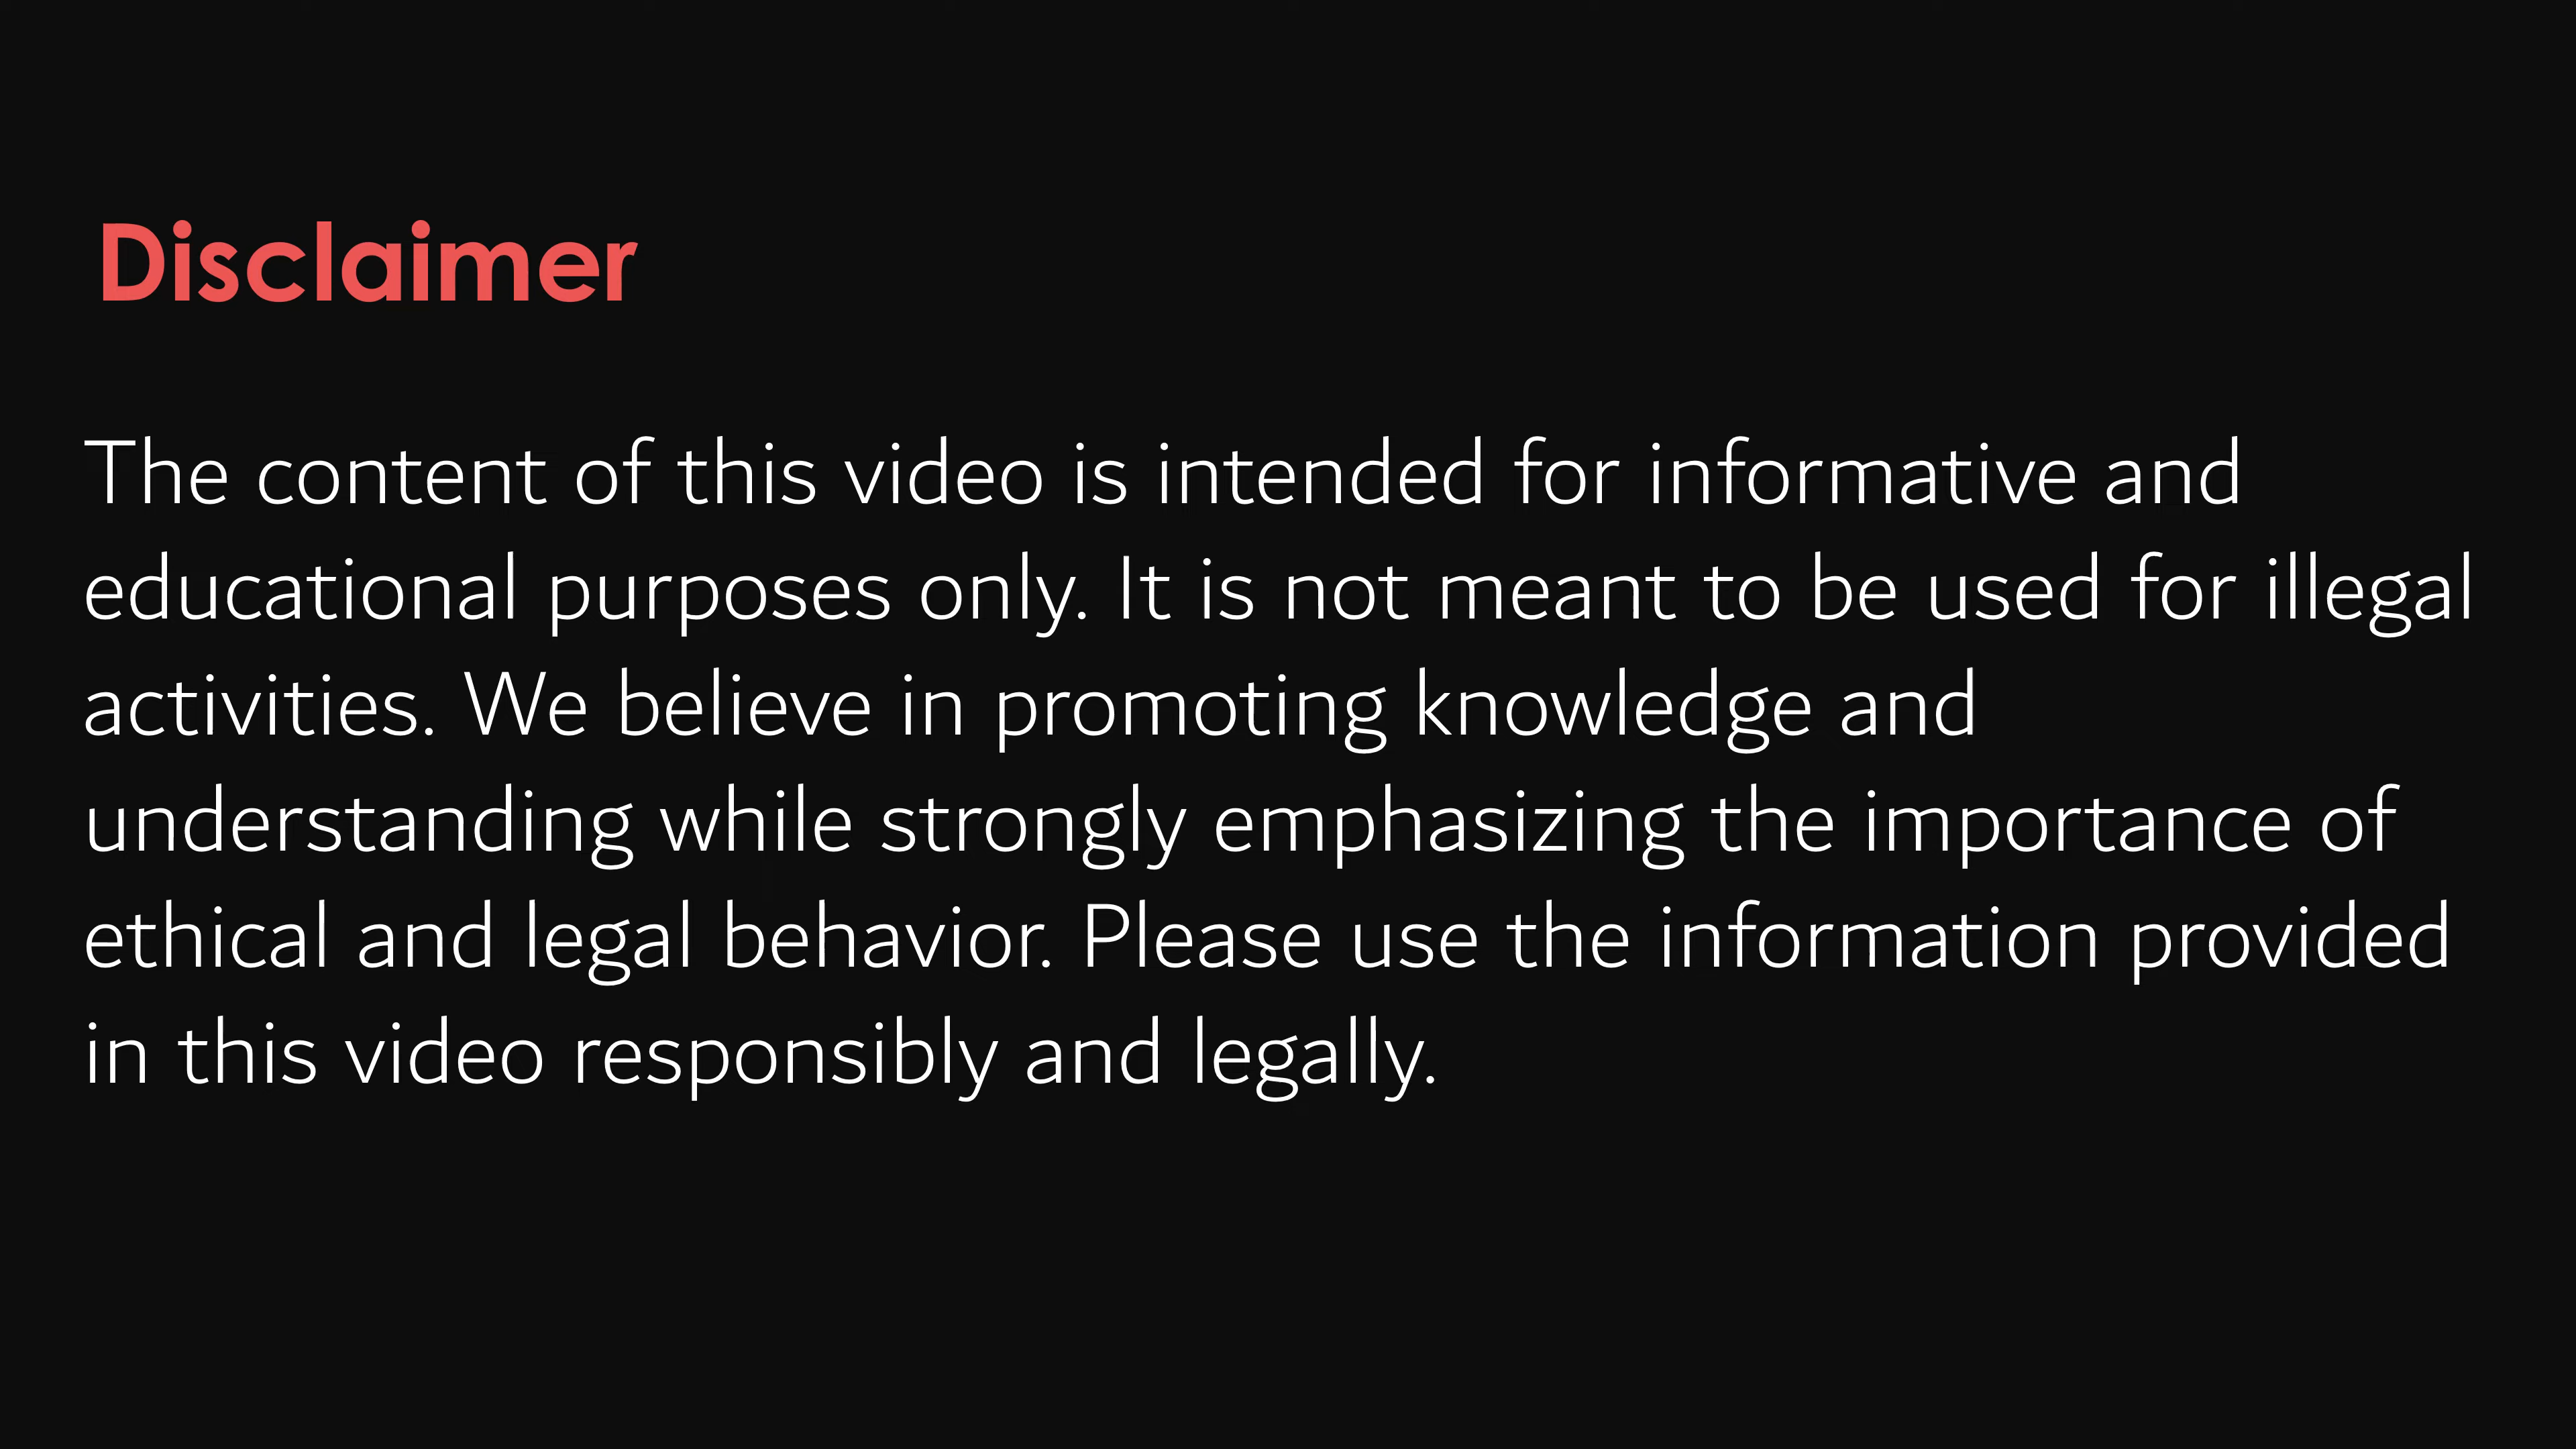 Disclaimer
The content of this video is intended for informative and
educational purposes only. It is not meant to be used for illegal
activities. We believe in promoting knowledge and
understanding while strongly emphasizing the importance of
ethical and legal behavior. Please use the information provided
in this video responsibly and legally.